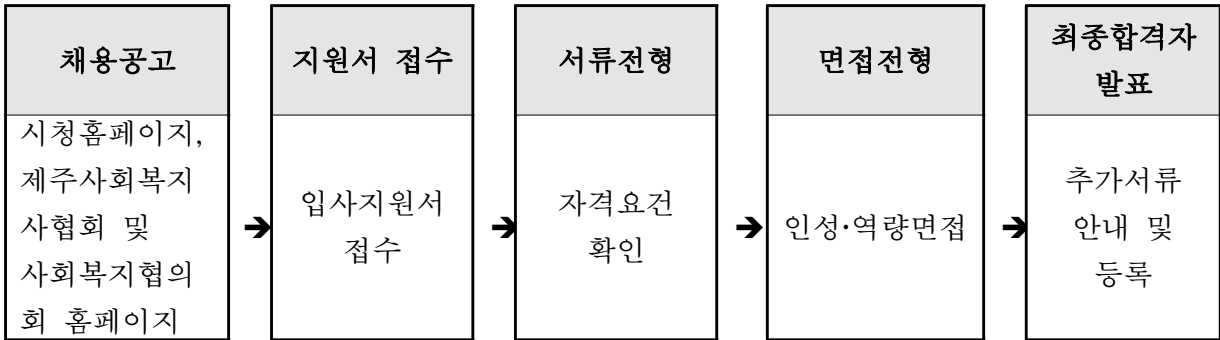 채용공고
시청홈페이지,
제주사회복지
사협회 및
사회복지협의
회 홈페이지
➔
지원서 접수
입사지원서
접수
➔
서류전형
자격요건
확인
➔
면접전형
인성·역량면접
➔
최종합격자
발표
추가서류
안내 및
등록